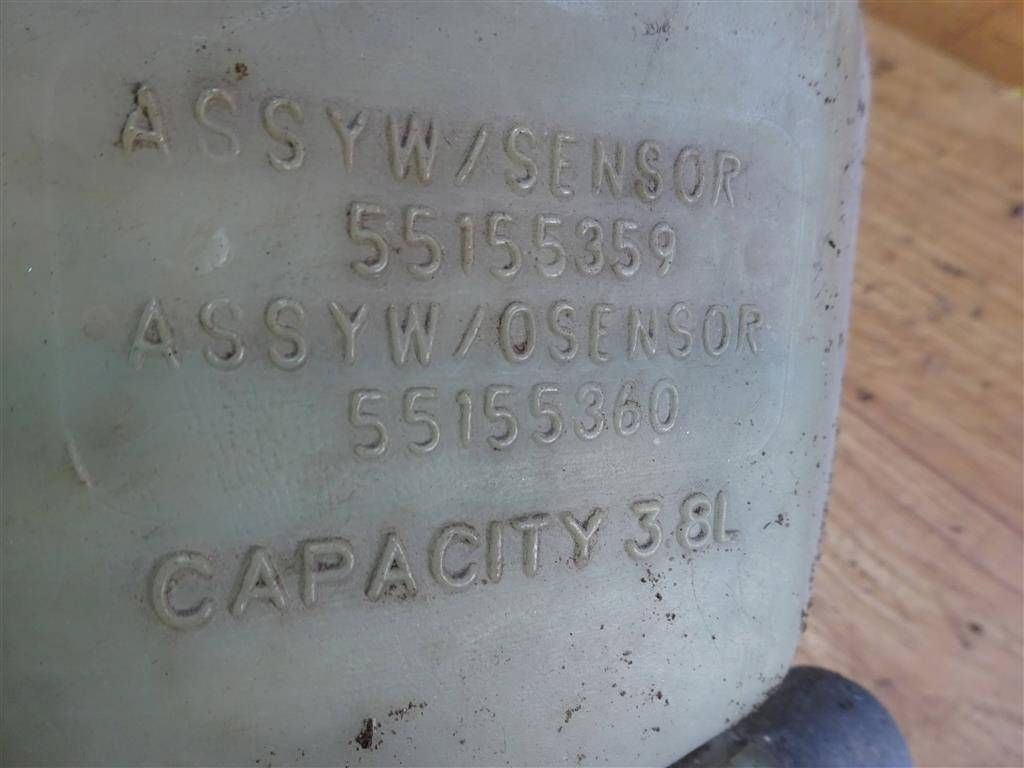 ASSYW/SENSOR
55155359
ASSYW/OSENSOR
55155360
CAPACITY 3.8L